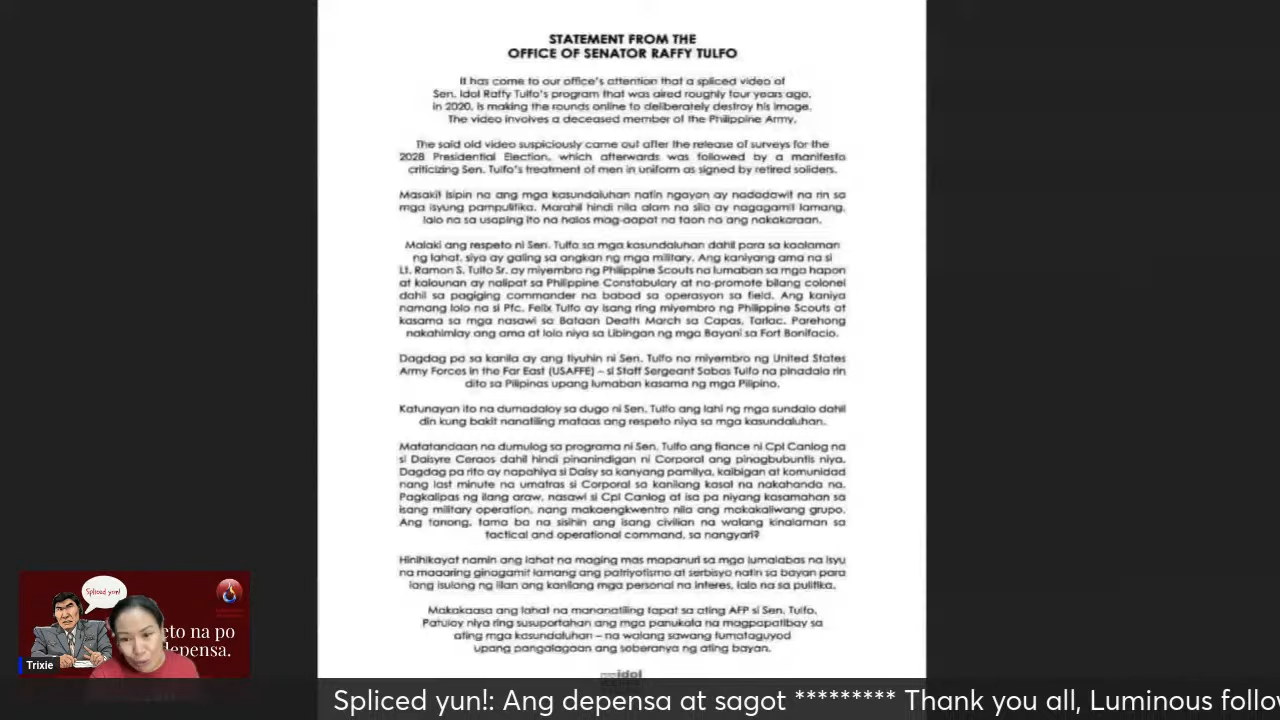 STATEMENT FROM THE
OFFICE OF SENATOR RAFFY TULFO
It has come to our office's attention that a spliced video of
Sen. Idol Raffy Tulfo's program that was aired roughly four years ago,
in 2020, is making the rounds online to deliberately destroy his image.
The video involves a deceased member of the Philippine Army.
The said old video suspiciously came out after the release of surveys for the
2028 Presidential Election, which afterwards was followed by a manifesto
criticizing Sen. Tulfo's treatment of men in uniform as signed by retired soliders.
Masakit isipin na ang mga kasundaluhan natin ngayon ay nadadawit na rin sa
mga isyung pampulitika. Marahil hindi nila alam na sila ay nagagamit lamang,
lalo na sa usaping ito na halos mag-aapat na taon na ang nakakaraan.
Malaki ang respeto ni Sen. Tulfo sa mga kasundaluhan dahil para sa kaalaman
ng lahat, siya ay galing sa angkan ng mga military. Ang kaniyang ama na si
Lt. Ramon S. Tulfo Sr. ay miyembro ng Philippine Scouts na lumaban sa mga hapon
at kalaunan ay nalipat sa Philippine Constabulary at na-promote bilang colonel
dahil sa pagiging commander na babad sa operasyon sa field. Ang kaniya
namang lolo na si Pfc. Felix Tulfo ay isang ring miyembro ng Philippine Scouts at
kasama sa mga nasawi sa Bataan Death March sa Capas, Tarlac. Parehong
nakahimlay ang ama at lolo niya sa Libingan ng mga Bayani sa Fort Bonifacio.
Dagdag pa sa kanila ay ang tiyuhin ni Sen. Tulfo na miyembro ng United States
Army Forces in the Far East (USAFFE) – si Staff Sergeant Sabas Tulfo na pinadala rin
dito sa Pilipinas upang lumaban kasama ng mga Pilipino.
Katunayan ito na dumadaloy sa dugo ni Sen. Tulfo ang lahi ng mga sundalo dahil
din kung bakit nanatiling mataas ang respeto niya sa mga kasundaluhan.
Matatandaan na dumulog sa programa ni Sen. Tulfo ang fiance ni Cpl Canlog na
si Daisyre Ceraos dahil hindi pinanindigan ni Corporal ang pinagbubuntis niya.
Dagdag pa rito ay napahiya si Daisy sa kanyang pamilya, kaibigan at komunidad
nang last minute na umatras si Corporal sa kanilang kasal na nakahanda na.
Pagkalipas ng ilang araw, nasawi si Cpl Canlog at isa pa niyang kasamahan sa
isang military operation, nang makaengkwentro nila ang makakaliwang grupo.
Ang tanong, tama ba na sisihin ang isang civilian na walang kinalaman sa
tactical and operational command, sa nangyari?
Hinihikayat namin ang lahat na maging mas mapanuri sa mga lumalabas na isyu
na maaaring ginagamit lamang ang patriyotismo at serbisyo natin sa bayan para
lang isulong ng iilan ang kanilang mga personal na interes, lalo na sa pulitika.
Makakaasa ang lahat na mananatiling tapat sa ating AFP si Sen. Tulfo.
Patuloy niya ring susuportahan ang mga panukala na magpapatibay sa
ating mga kasundaluhan – na walang sawang tumataguyod
upang pangalagaan ang soberanya ng ating bayan.
idol
Spliced yun!
eto na po
depensa.
Trixie
Spliced yun!: Ang depensa at sagot ********* Thank you all, Luminous follo